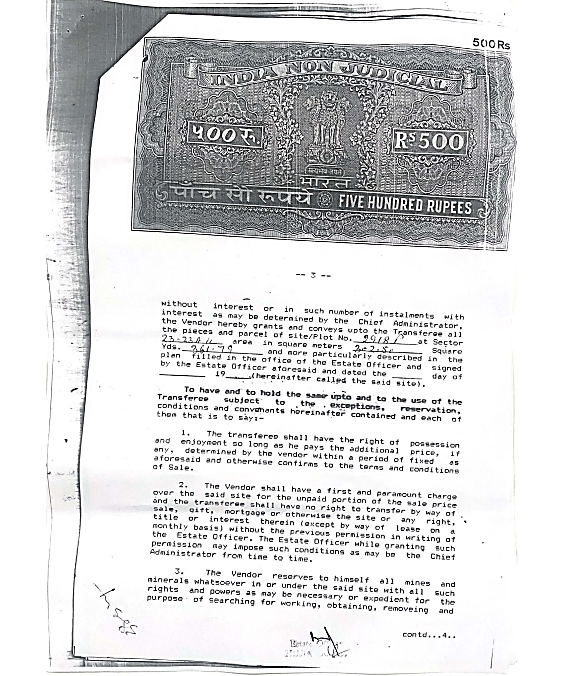 500Rs
INDIA NON JUDICIAL
५००रु.
RS 500
सत्यमेव जयते
भारत
पाँच सौ रुपये
FIVE HUNDRED RUPEES
-- 3 --
without interest or in such number of instalments with
interest as may be determined by the Chief Administrator,
the Vendor hereby grants and conveys upto the Transferee all
the pieces and parcel of site/Plot No. at Sector
23-23A area in square meters Square
Yds. 261.79 and more particularly described in the
plan filled in the office of the Estate Officer and signed
by the Estate Officer aforesaid and dated the ______ day of
________ 19 ____ (hereinafter called the said site).
To have and to hold the same upto and to the use of the
Transferee subject to the exceptions, reservation,
conditions and convenants hereinafter contained and each of
them that is to say:-
1. The transferee shall have the right of possession
and enjoyment so long as he pays the additional price, if
any, determined by the vendor within a period of fixed as
aforesaid and otherwise confirms to the terms and conditions
of Sale.
2. The Vendor shall have a first and paramount charge
over the said site for the unpaid portion of the sale price
and the transferee shall have no right to transfer by way of
sale, gift, mortgage or otherwise the site or any right,
title or interest therein (except by way of lease on a
monthly basis) without the previous permission in writing of
the Estate Officer. The Estate Officer while granting such
permission may impose such conditions as may be the Chief
Administrator from time to time.
3. The Vendor reserves to himself all mines and
minerals whatsoever in or under the said site with all such
rights and powers as may be necessary or expedient for the
purpose of searching for working, obtaining, removeing and
contd...4..
Estate Officer